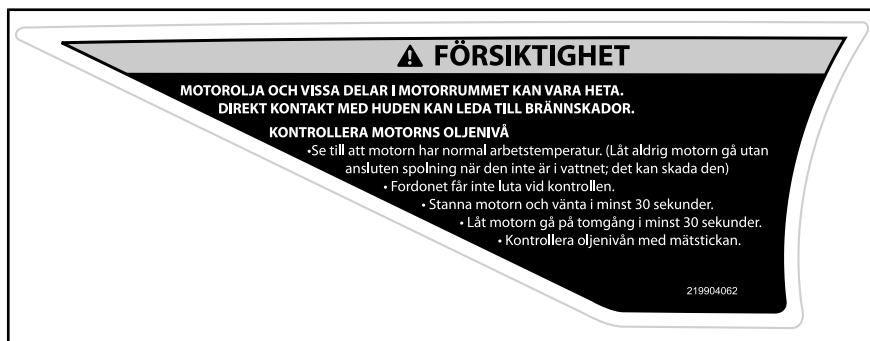 ⚠ FÖRSIKTIGHET
MOTOROLJA OCH VISSA DELAR I MOTORRUMMET KAN VARA HETA.
DIREKT KONTAKT MED HUDEN KAN LEDA TILL BRÄNNSKADOR.
KONTROLLERA MOTORNS OLJENIVÅ
•Se till att motorn har normal arbetstemperatur. (Låt aldrig motorn gå utan
ansluten spolning när den inte är i vattnet; det kan skada den)
• Fordonet får inte luta vid kontrollen.
• Stanna motorn och vänta i minst 30 sekunder.
• Låt motorn gå på tomgång i minst 30 sekunder.
• Kontrollera oljenivån med mätstickan.
219904062